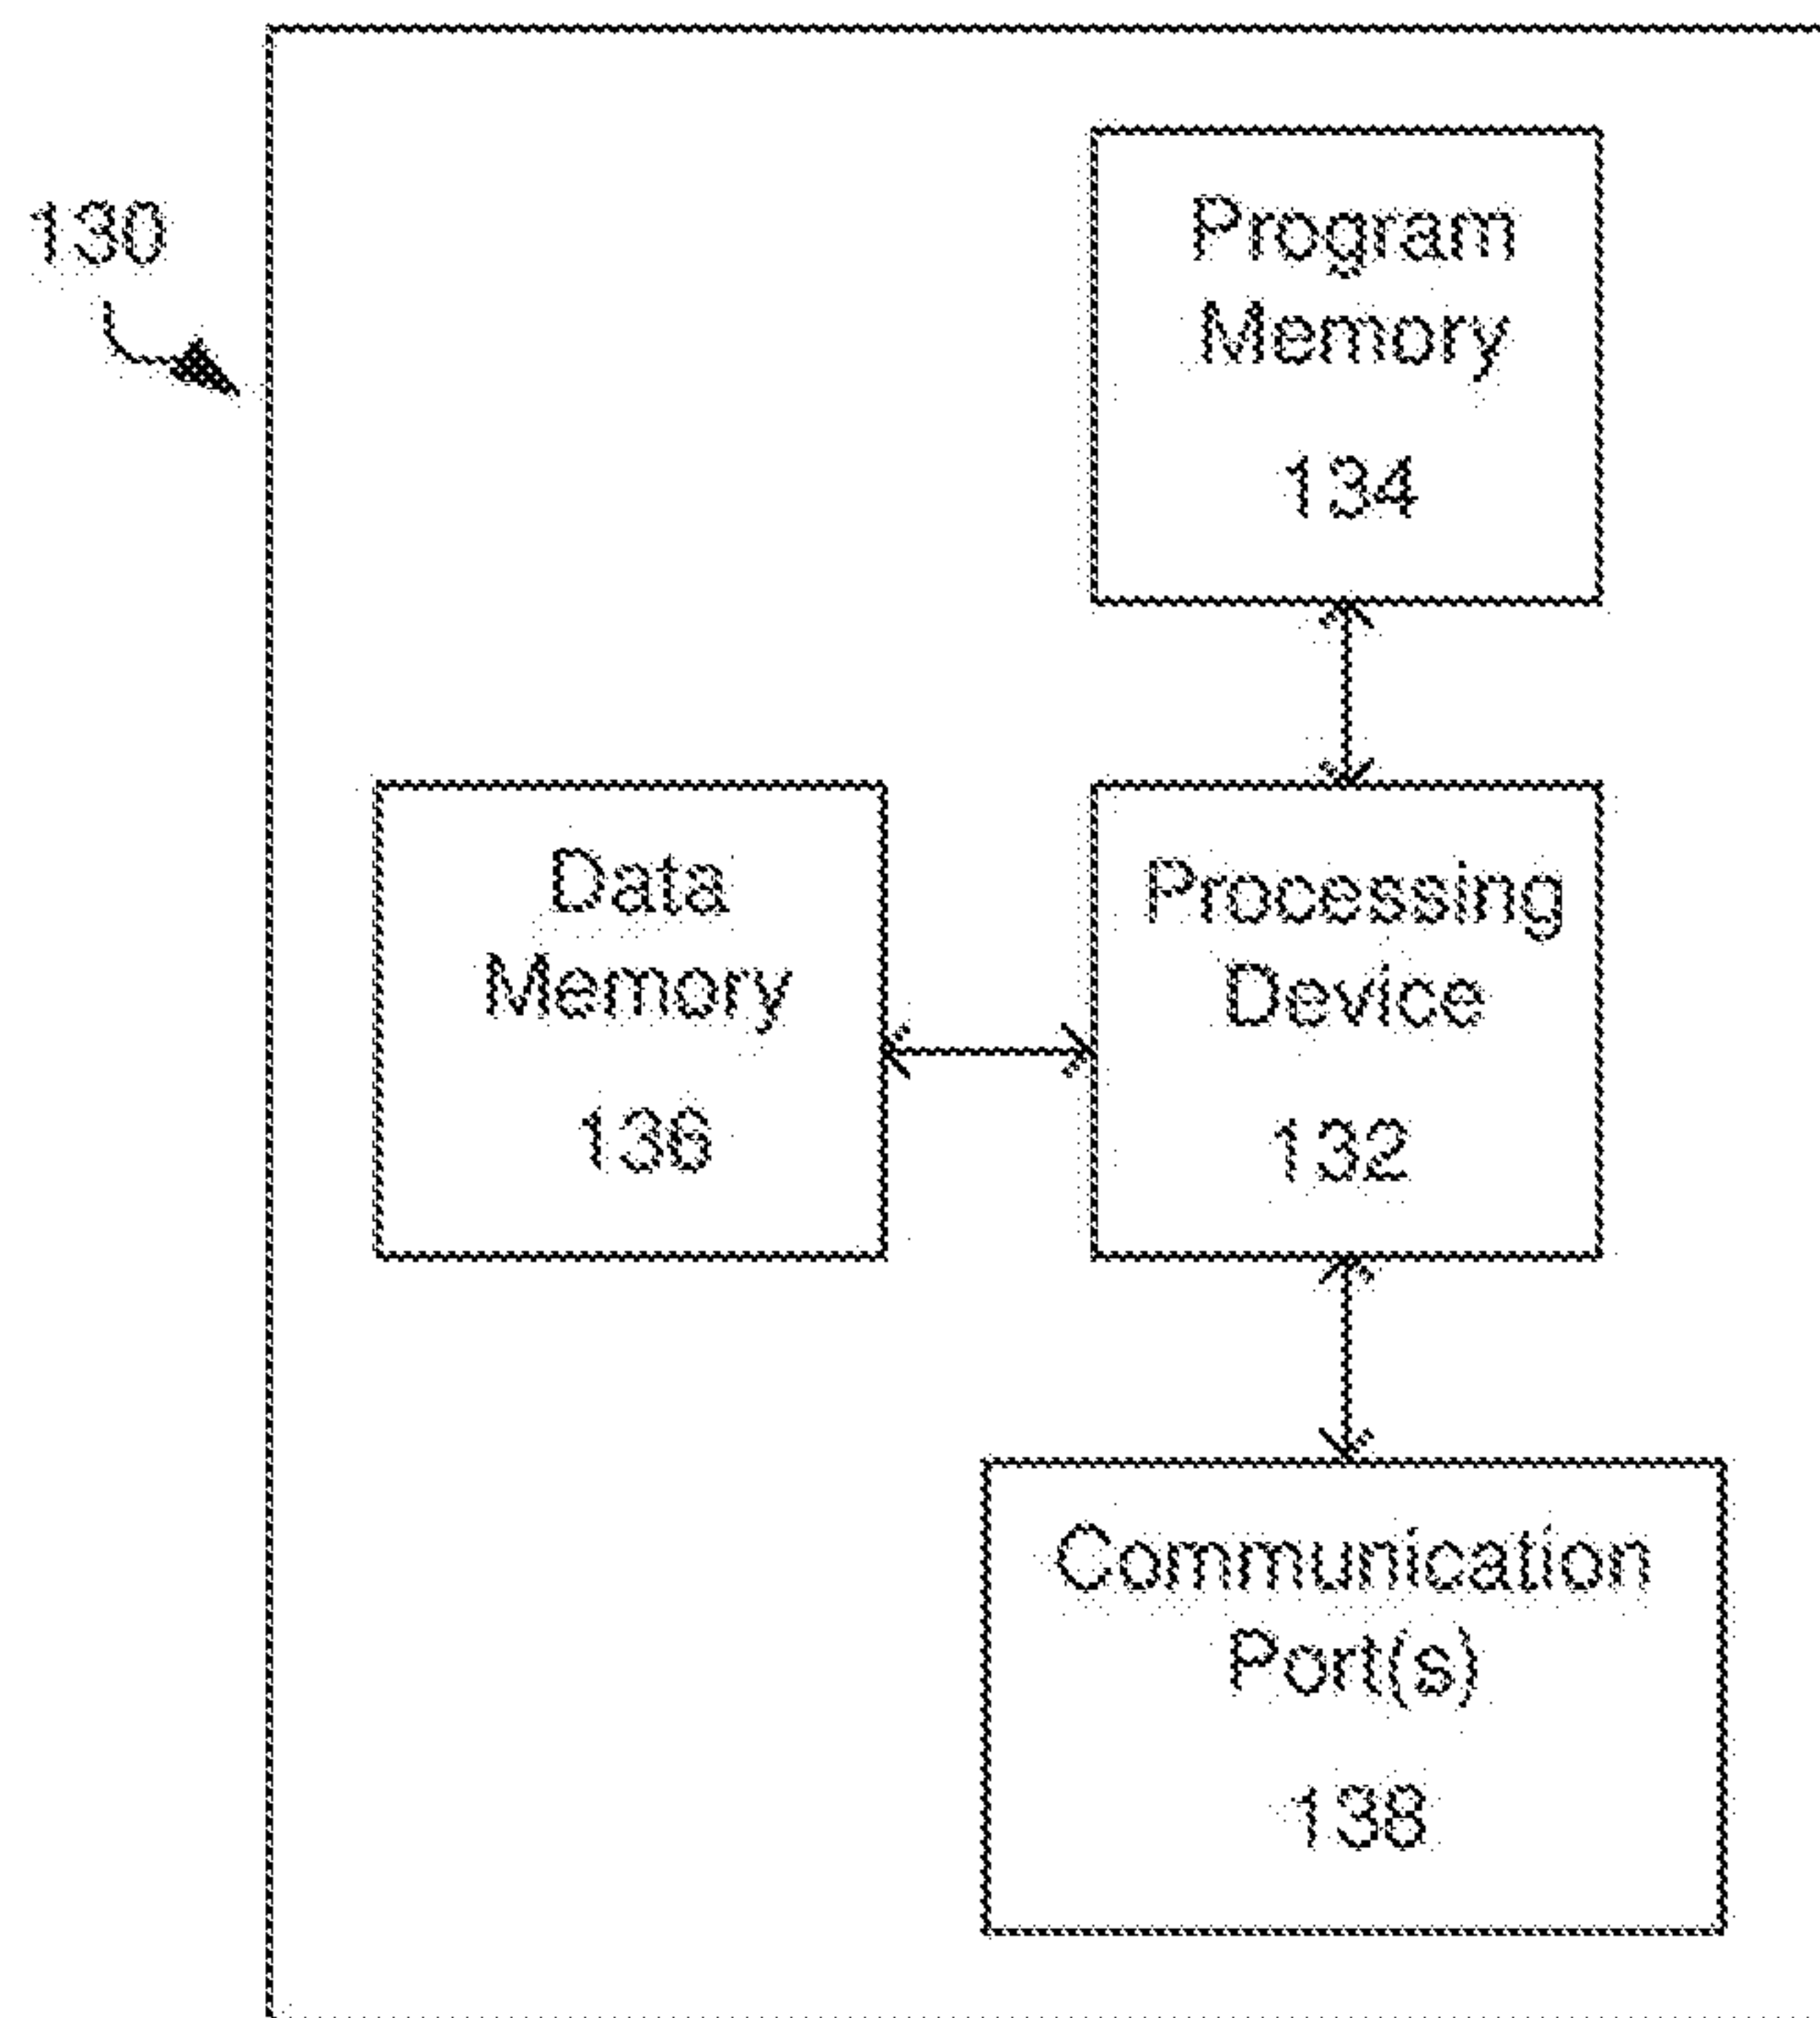 130
Program
Memory
134
Data
Memory
136
Processing
Device
132
Communication
Port(s)
138